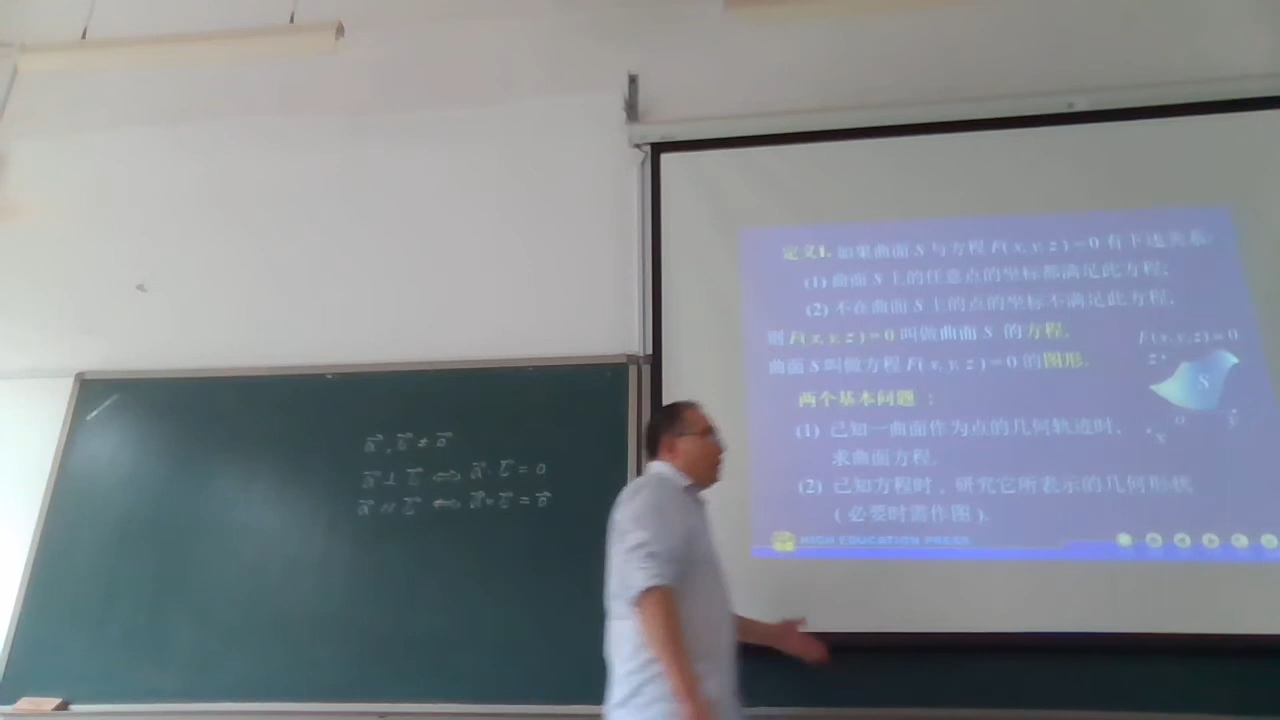 a⃗, b⃗ ≠ 0⃗
a⃗ ⊥ b⃗ ⇔ a⃗ · b⃗ = 0
a⃗ // b⃗ ⇔ a⃗ × b⃗ = 0⃗
定义1. 如果曲面 S 与方程 F( x, y, z ) = 0 有下述关系:
(1) 曲面 S 上的任意点的坐标都满足此方程;
(2) 不在曲面 S 上的点的坐标不满足此方程,
则 F( x, y, z ) = 0 叫做曲面 S 的方程,
曲面 S 叫做方程 F( x, y, z ) = 0 的图形.
两个基本问题 :
(1) 已知一曲面作为点的几何轨迹时,
求曲面方程.
(2) 已知方程时 , 研究它所表示的几何形状
( 必要时需作图 ).
F( x, y, z ) = 0
z
S
o
y
x
HIGH EDUCATION PRESS